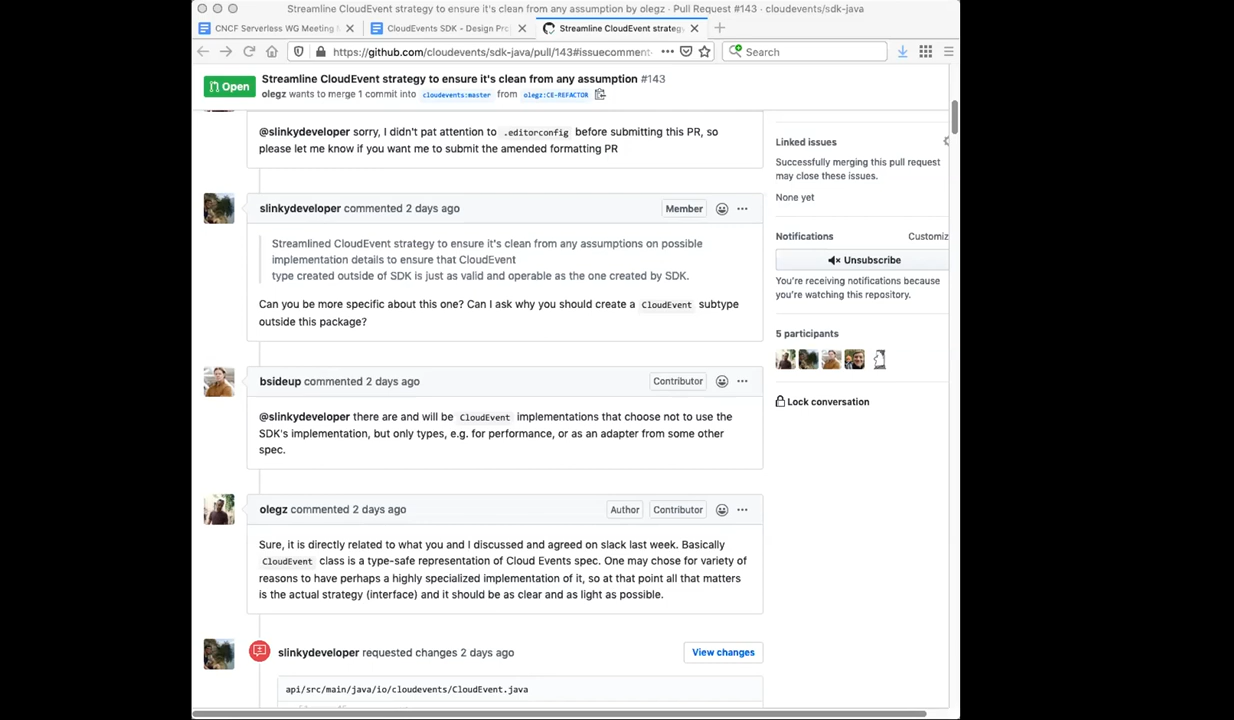 Streamline CloudEvent strategy to ensure it's clean from any assumption by olegz · Pull Request #143 · cloudevents/sdk-java
CNCF Serverless WG Meeting
CloudEvents SDK - Design Pro
Streamline CloudEvent strateg
https://github.com/cloudevents/sdk-java/pull/143#issuecomment-
Search
Open
Streamline CloudEvent strategy to ensure it's clean from any assumption #143
olegz wants to merge 1 commit into cloudevents:master from olegz:CE-REFACTOR
@slinkydeveloper sorry, I didn't pat attention to .editorconfig before submitting this PR, so
please let me know if you want me to submit the amended formatting PR
slinkydeveloper commented 2 days ago
Member
Streamlined CloudEvent strategy to ensure it's clean from any assumptions on possible
implementation details to ensure that CloudEvent
type created outside of SDK is just as valid and operable as the one created by SDK.
Can you be more specific about this one? Can I ask why you should create a CloudEvent subtype
outside this package?
bsideup commented 2 days ago
Contributor
@slinkydeveloper there are and will be CloudEvent implementations that choose not to use the
SDK's implementation, but only types, e.g. for performance, or as an adapter from some other
spec.
olegz commented 2 days ago
Author
Contributor
Sure, it is directly related to what you and I discussed and agreed on slack last week. Basically
CloudEvent class is a type-safe representation of Cloud Events spec. One may chose for variety of
reasons to have perhaps a highly specialized implementation of it, so at that point all that matters
is the actual strategy (interface) and it should be as clear and as light as possible.
slinkydeveloper requested changes 2 days ago
View changes
api/src/main/java/io/cloudevents/CloudEvent.java
Linked issues
Successfully merging this pull request
may close these issues.
None yet
Notifications
Customiz
Unsubscribe
You're receiving notifications because
you're watching this repository.
5 participants
Lock conversation